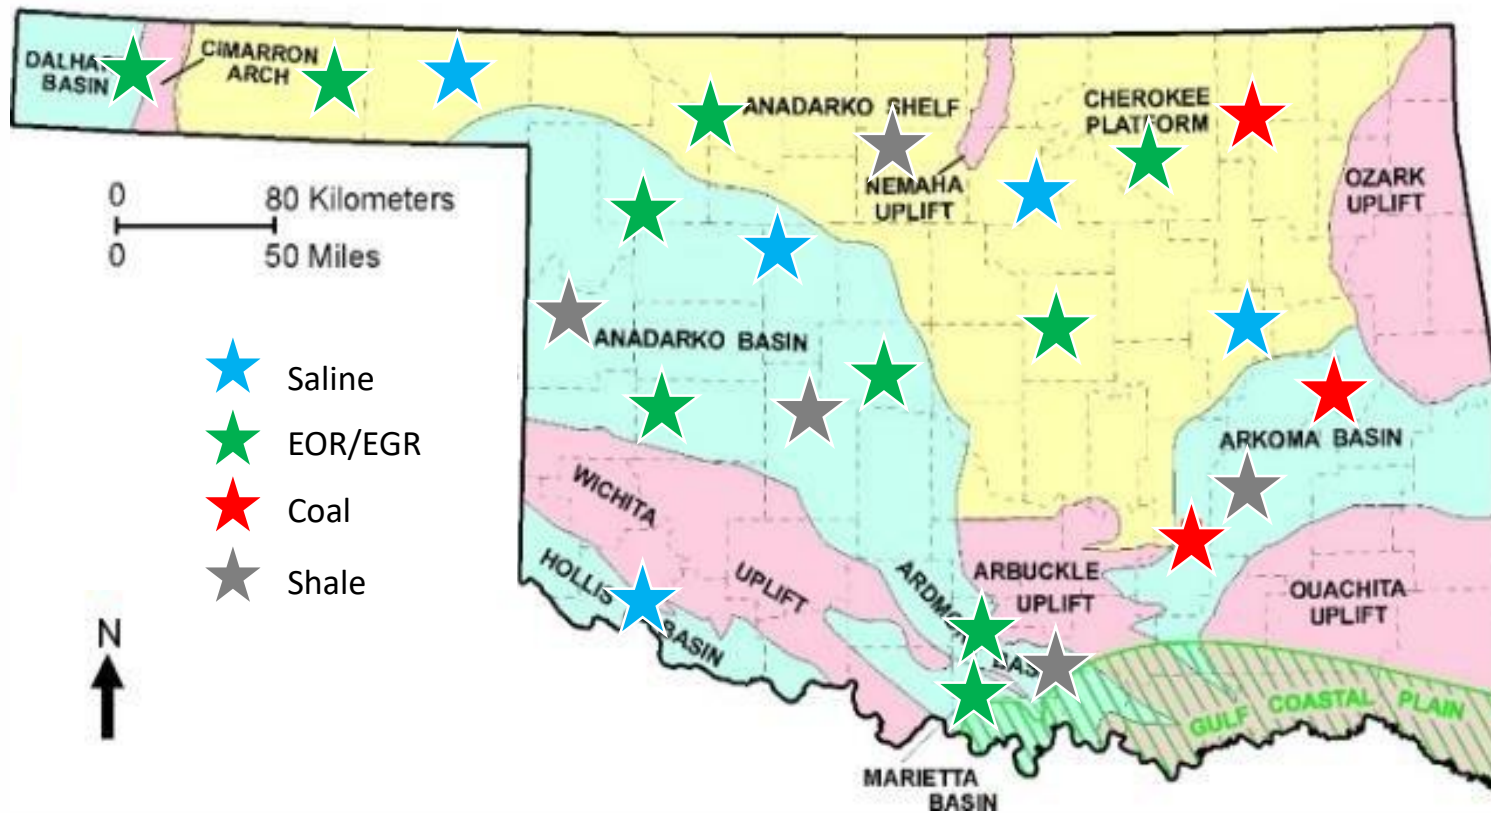 DALHA
BASIN
CIMARRON
ARCH
ANADARKO SHELF
CHEROKEE
PLATFORM
NEMAHA
UPLIFT
OZARK
UPLIFT
0 80 Kilometers
0 50 Miles
ANADARKO BASIN
Saline
EOR/EGR
Coal
Shale
ARKOMA BASIN
WICHITA
UPLIFT
HOLLIS
BASIN
ARBUCKLE
UPLIFT
OUACHITA
UPLIFT
GULF COASTAL PLAIN
MARIETTA
BASIN
N